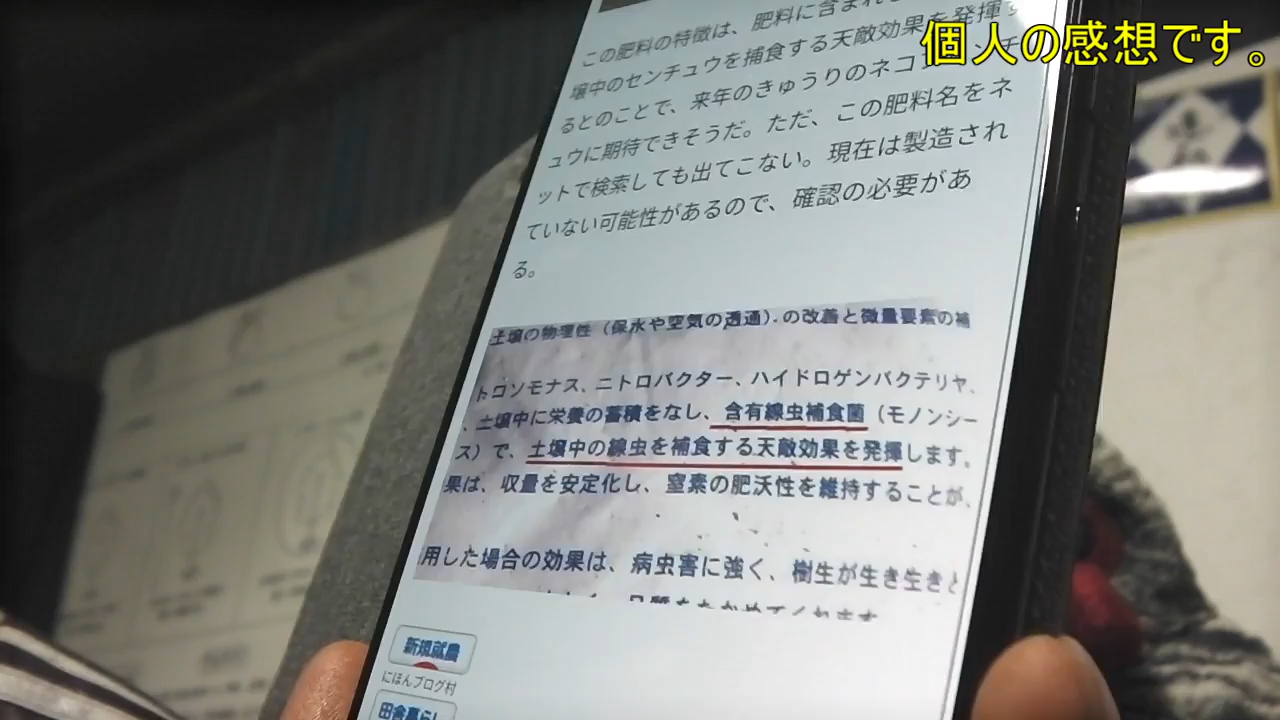 個人の感想です。
この肥料の特徴は、肥料に含まれ
壌中のセンチュウを捕食する天敵効果を発揮す
るとのことで、来年のきゅうりのネコ
ュウに期待できそうだ。ただ、この肥料名をネ
ットで検索しても出てこない。現在は製造され
ていない可能性があるので、確認の必要があ
る。
土壌の物理性（保水や空気の透通）.の改善と微量要素の補
トロソモナス、ニトロバクター、ハイドロゲンバクテリヤ、
、土壌中に栄養の蓄積をなし、含有線虫補食菌（モノンシー
ス）で、土壌中の線虫を補食する天敵効果を発揮します。
果は、収量を安定化し、窒素の肥沃性を維持することが、
用した場合の効果は、病虫害に強く、樹生が生き生きと
新規就農
にほんブログ村
田舎暮らし